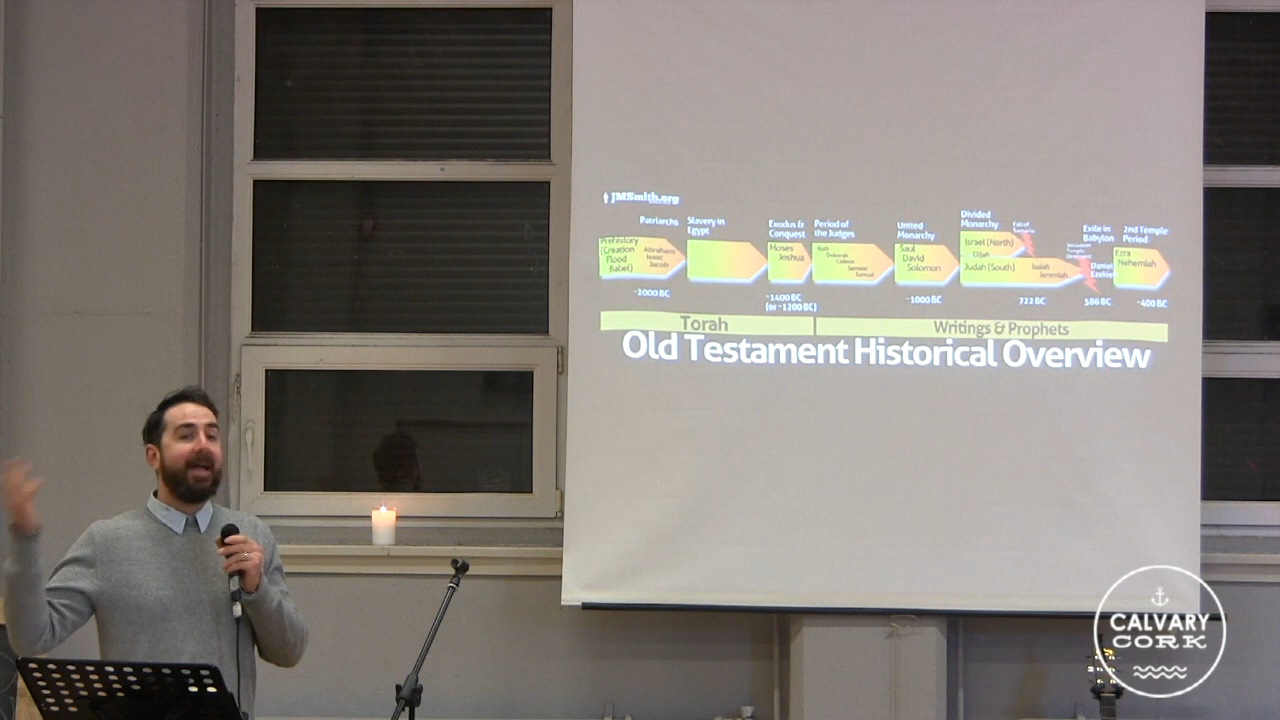 JMSmith.org
Patriarchs
Slavery in
Egypt
Exodus &
Conquest
Period of
the Judges
United
Monarchy
Divided
Monarchy
Fall of
Samaria
Exile in
Babylon
2nd Temple
Period
Prehistory
(Creation
Flood
Babel)
Abraham
Isaac
Jacob
Moses
Joshua
Ruth
Deborah
Gideon
Samson
Samuel
Saul
David
Solomon
Israel (North)
Elijah
Judah (South)
Isaiah
Jeremiah
Daniel
Ezekiel
Ezra
Nehemiah
~2000 BC
~1400 BC
(or ~1200 BC)
~1000 BC
722 BC
586 BC
~400 BC
Torah
Writings & Prophets
Old Testament Historical Overview
CALVARY
CORK